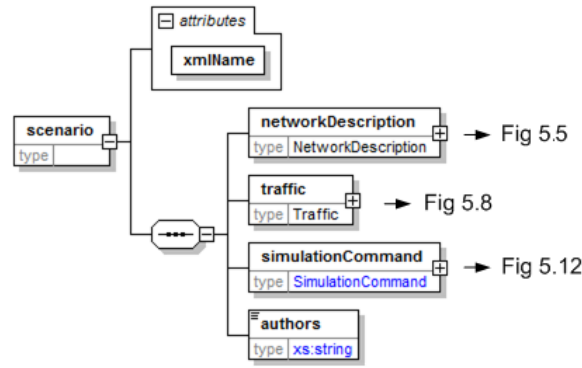 attributes
xmlName
scenario
type
networkDescription
type NetworkDescription
Fig 5.5
traffic
type Traffic
Fig 5.8
simulationCommand
type SimulationCommand
Fig 5.12
authors
type xs:string